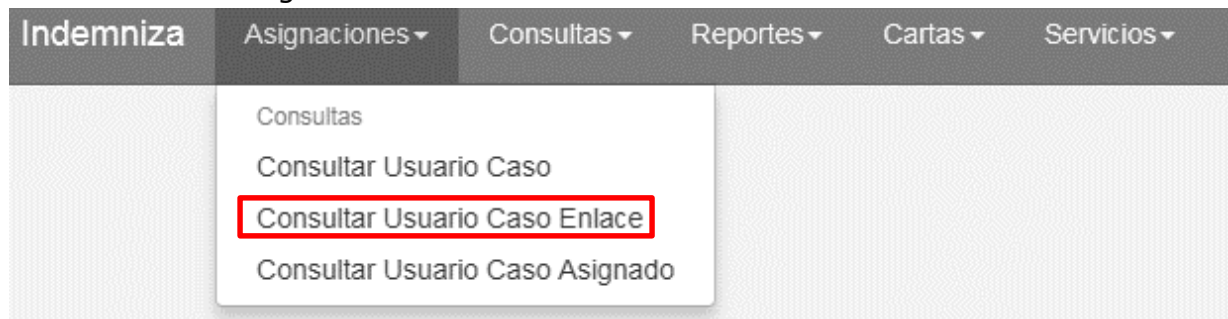 Indemniza Asignaciones Consultas Reportes Cartas Servicios
Consultas
Consultar Usuario Caso
Consultar Usuario Caso Enlace
Consultar Usuario Caso Asignado